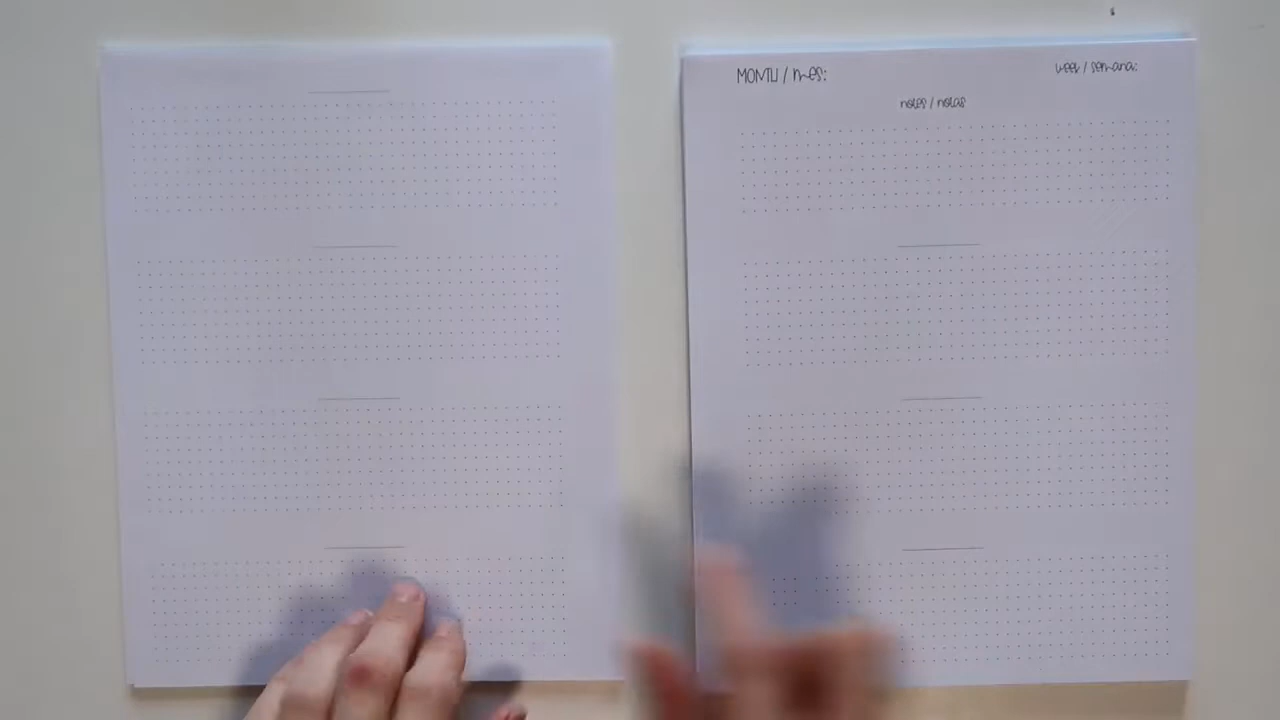 MONTH / mes:
week / semana:
notes / notas